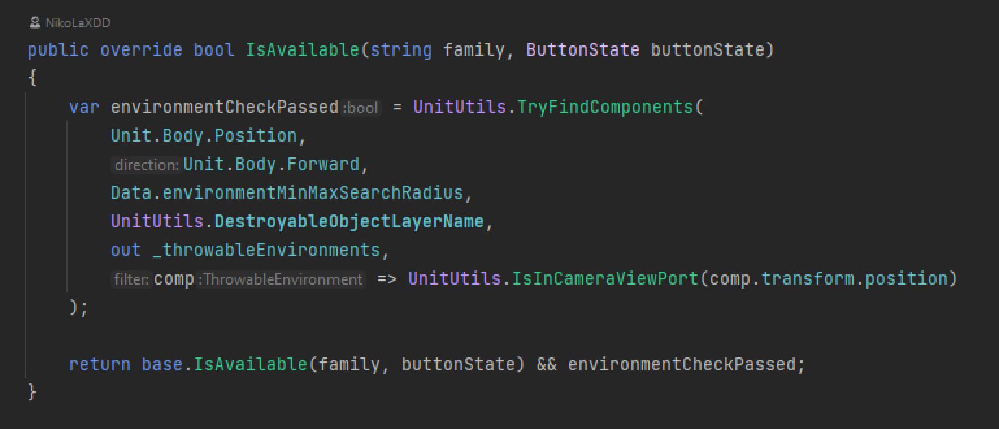 NikoLaXDD
public override bool IsAvailable(string family, ButtonState buttonState)
{
var environmentCheckPassed :bool = UnitUtils.TryFindComponents(
Unit.Body.Position,
direction: Unit.Body.Forward,
Data.environmentMinMaxSearchRadius,
UnitUtils.DestroyableObjectLayerName,
out _throwableEnvironments,
filter: comp :ThrowableEnvironment => UnitUtils.IsInCameraViewPort(comp.transform.position)
);
return base.IsAvailable(family, buttonState) && environmentCheckPassed;
}